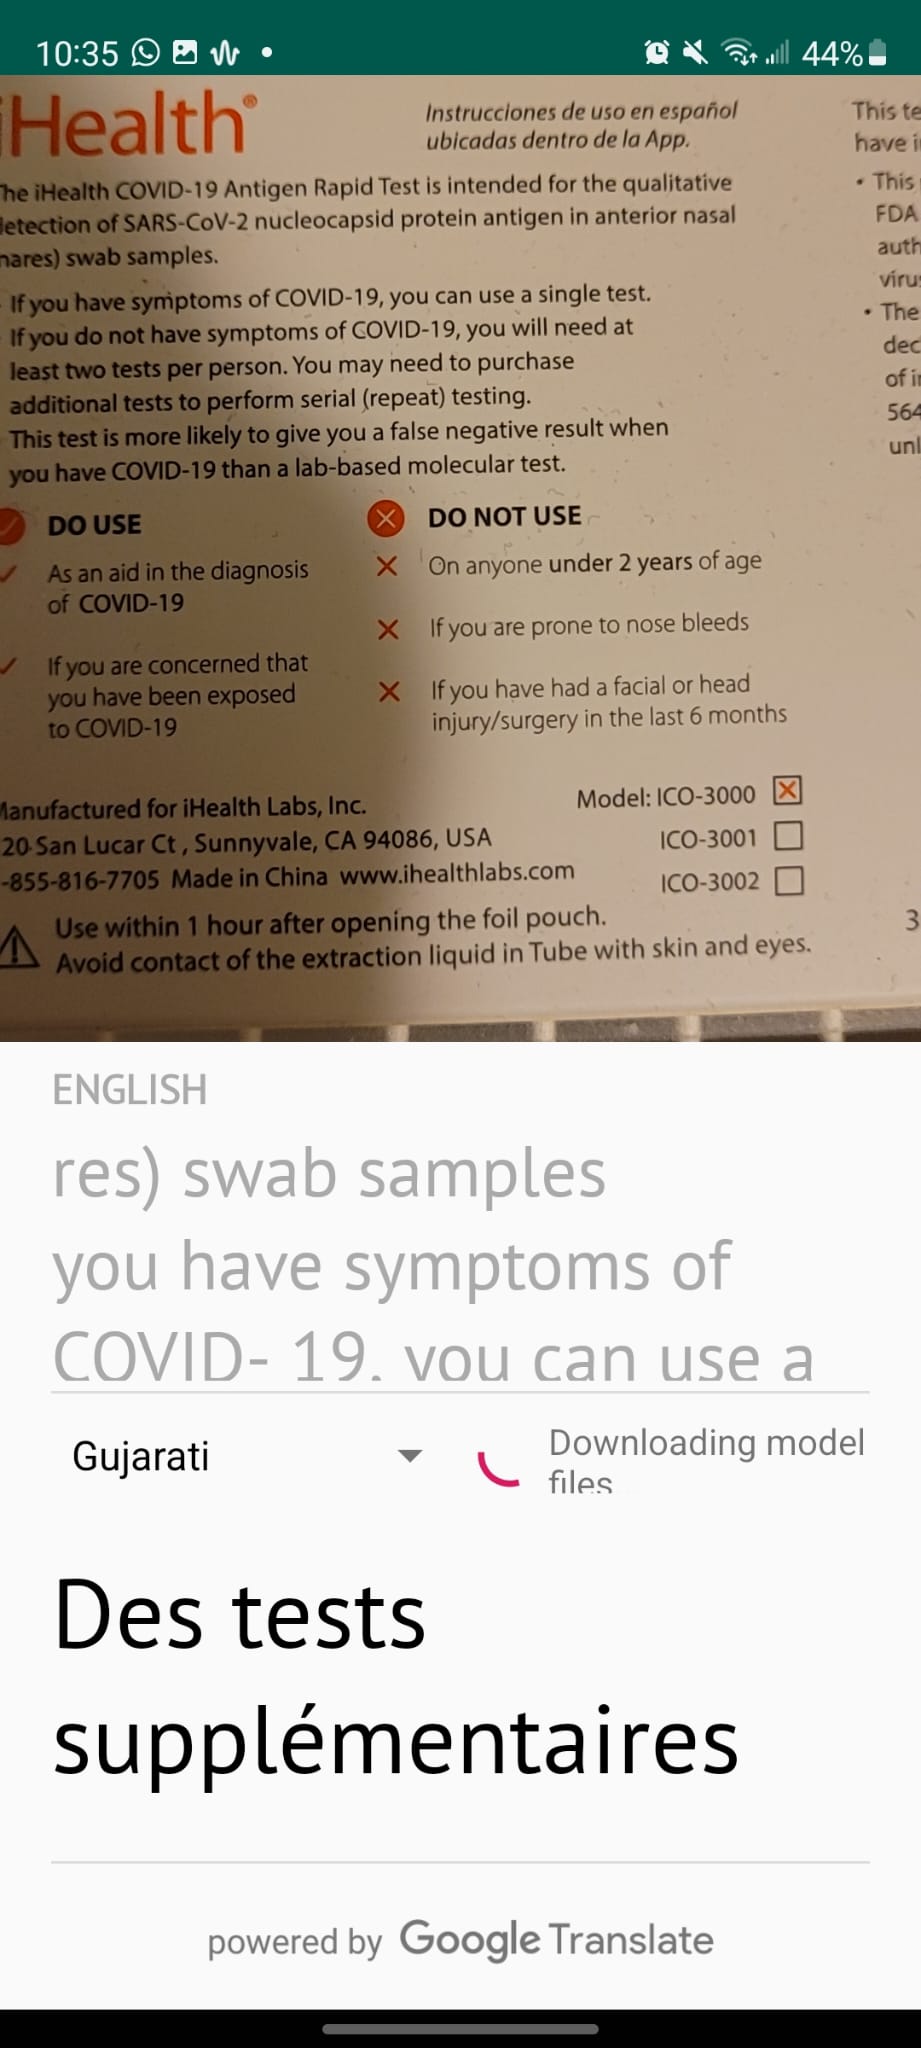 10:35
44%
iHealth®
Instrucciones de uso en español
ubicadas dentro de la App.
The iHealth COVID-19 Antigen Rapid Test is intended for the qualitative
detection of SARS-CoV-2 nucleocapsid protein antigen in anterior nasal
nares) swab samples.
If you have symptoms of COVID-19, you can use a single test.
If you do not have symptoms of COVID-19, you will need at
least two tests per person. You may need to purchase
additional tests to perform serial (repeat) testing.
This test is more likely to give you a false negative result when
you have COVID-19 than a lab-based molecular test.
DO USE
As an aid in the diagnosis
of COVID-19
If you are concerned that
you have been exposed
to COVID-19
DO NOT USE
On anyone under 2 years of age
If you are prone to nose bleeds
If you have had a facial or head
injury/surgery in the last 6 months
Manufactured for iHealth Labs, Inc.
20 San Lucar Ct , Sunnyvale, CA 94086, USA
-855-816-7705 Made in China www.ihealthlabs.com
Model: ICO-3000
ICO-3001
ICO-3002
Use within 1 hour after opening the foil pouch.
Avoid contact of the extraction liquid in Tube with skin and eyes.
This
have
• This
FDA
• The
of
564
3
ENGLISH
res) swab samples
you have symptoms of
COVID- 19. you can use a
Gujarati
Downloading model
files
Des tests
supplémentaires
powered by Google Translate